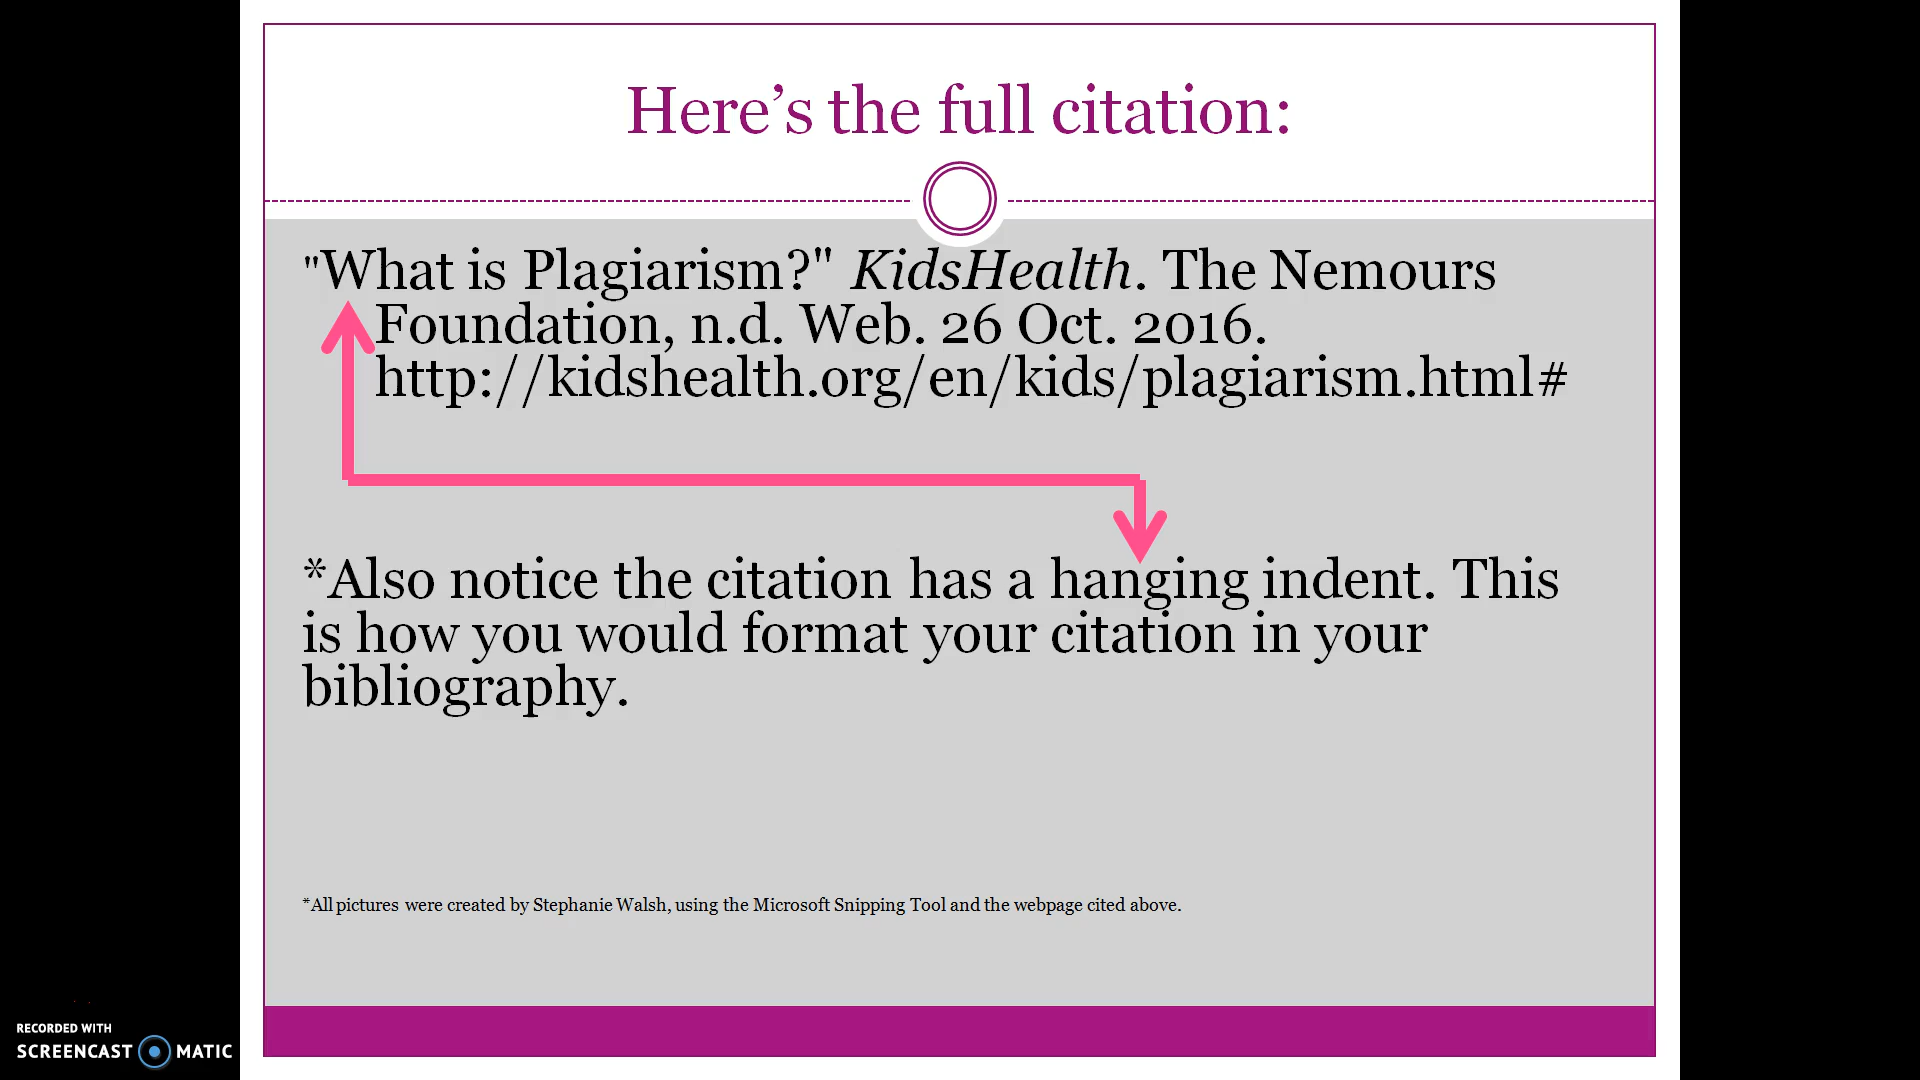 Here’s the full citation:
"What is Plagiarism?" KidsHealth. The Nemours
Foundation, n.d. Web. 26 Oct. 2016.
http://kidshealth.org/en/kids/plagiarism.html#
*Also notice the citation has a hanging indent. This
is how you would format your citation in your
bibliography.
*All pictures were created by Stephanie Walsh, using the Microsoft Snipping Tool and the webpage cited above.
RECORDED WITH
SCREENCAST MATIC